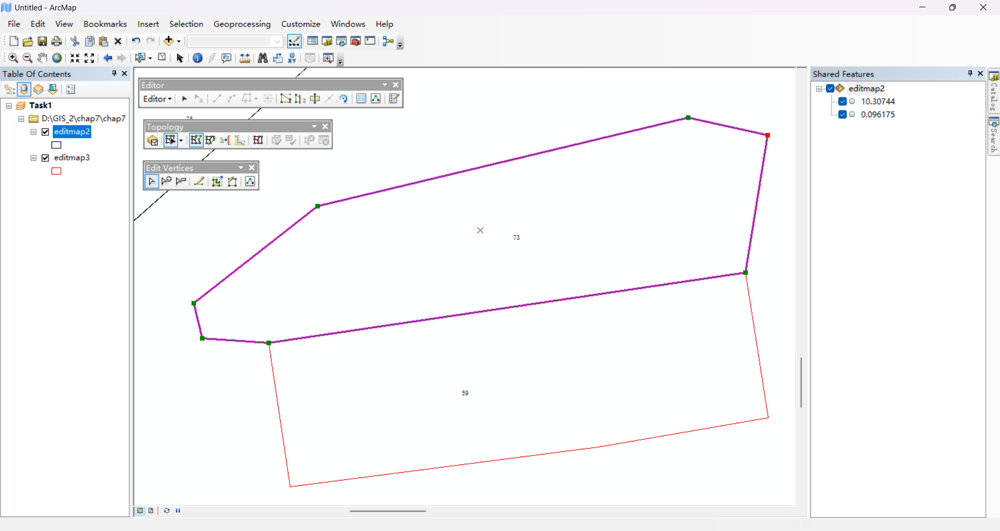 Untitled - ArcMap
File Edit View Bookmarks Insert Selection Geoprocessing Customize Windows Help
XY
Table Of Contents
Task1
D:\GIS_2\chap7\chap7
editmap2
editmap3
Editor
Editor
75
Topology
Edit Vertices
73
59
Shared Features
editmap2
10.30744
0.096175
Catalog
Search